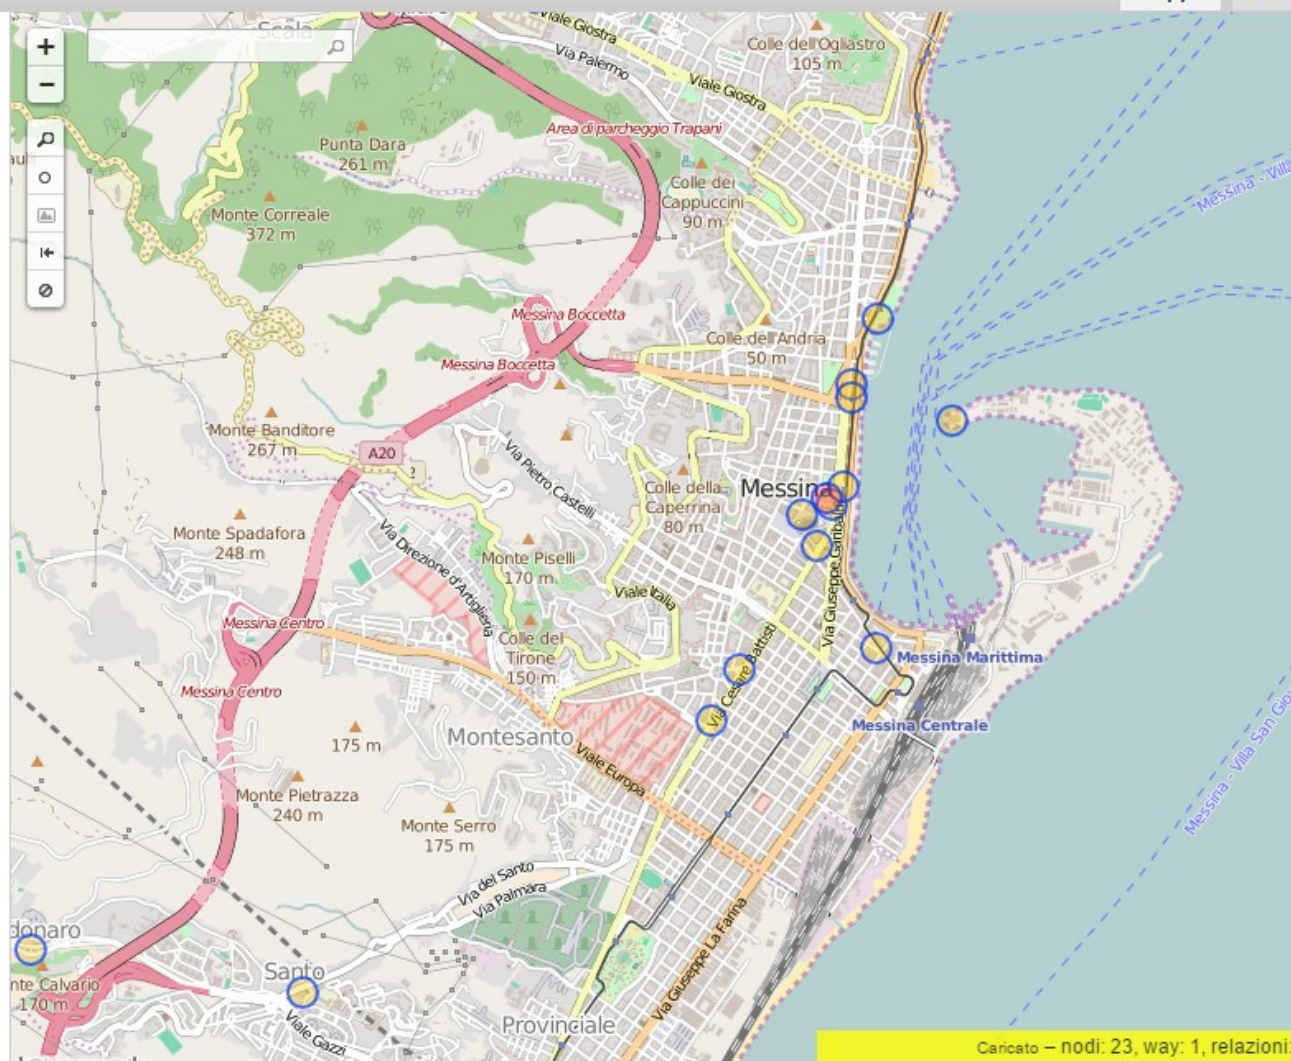 Scala
Viale Giostra
Via Palermo
Colle dell'Ogliastro
105 m
Viale Giostra
Area di parcheggio Trapani
Punta Dara
261 m
Colle dei
Cappuccini
90 m
Messina - Villa
Monte Correale
372 m
Messina Boccetta
Colle dell'Andria
50 m
Messina Boccetta
Monte Banditore
267 m
A20
2
Via Pietro Castelli
Colle della
Caperrina
80 m
Messina
Monte Spadafora
248 m
Via Direzione d'Artiglieria
Monte Piselli
170 m
Via Giuseppe Garibaldi
Viale Italia
Messina Centro
Colle del
Tirone
150 m
Via Cesare Battisti
Messina Marittima
Messina Centro
Messina Centrale
175 m
Montesanto
Viale Europa
Messina - Villa San Gio
Monte Pietrazza
240 m
Monte Serro
175 m
Via del Santo
Via Palmara
Via Giuseppe La Farina
donaro
Santo
nte Calvario
170 m
Viale Gazzi
Provinciale
Caricato – nodi: 23, way: 1, relazioni: